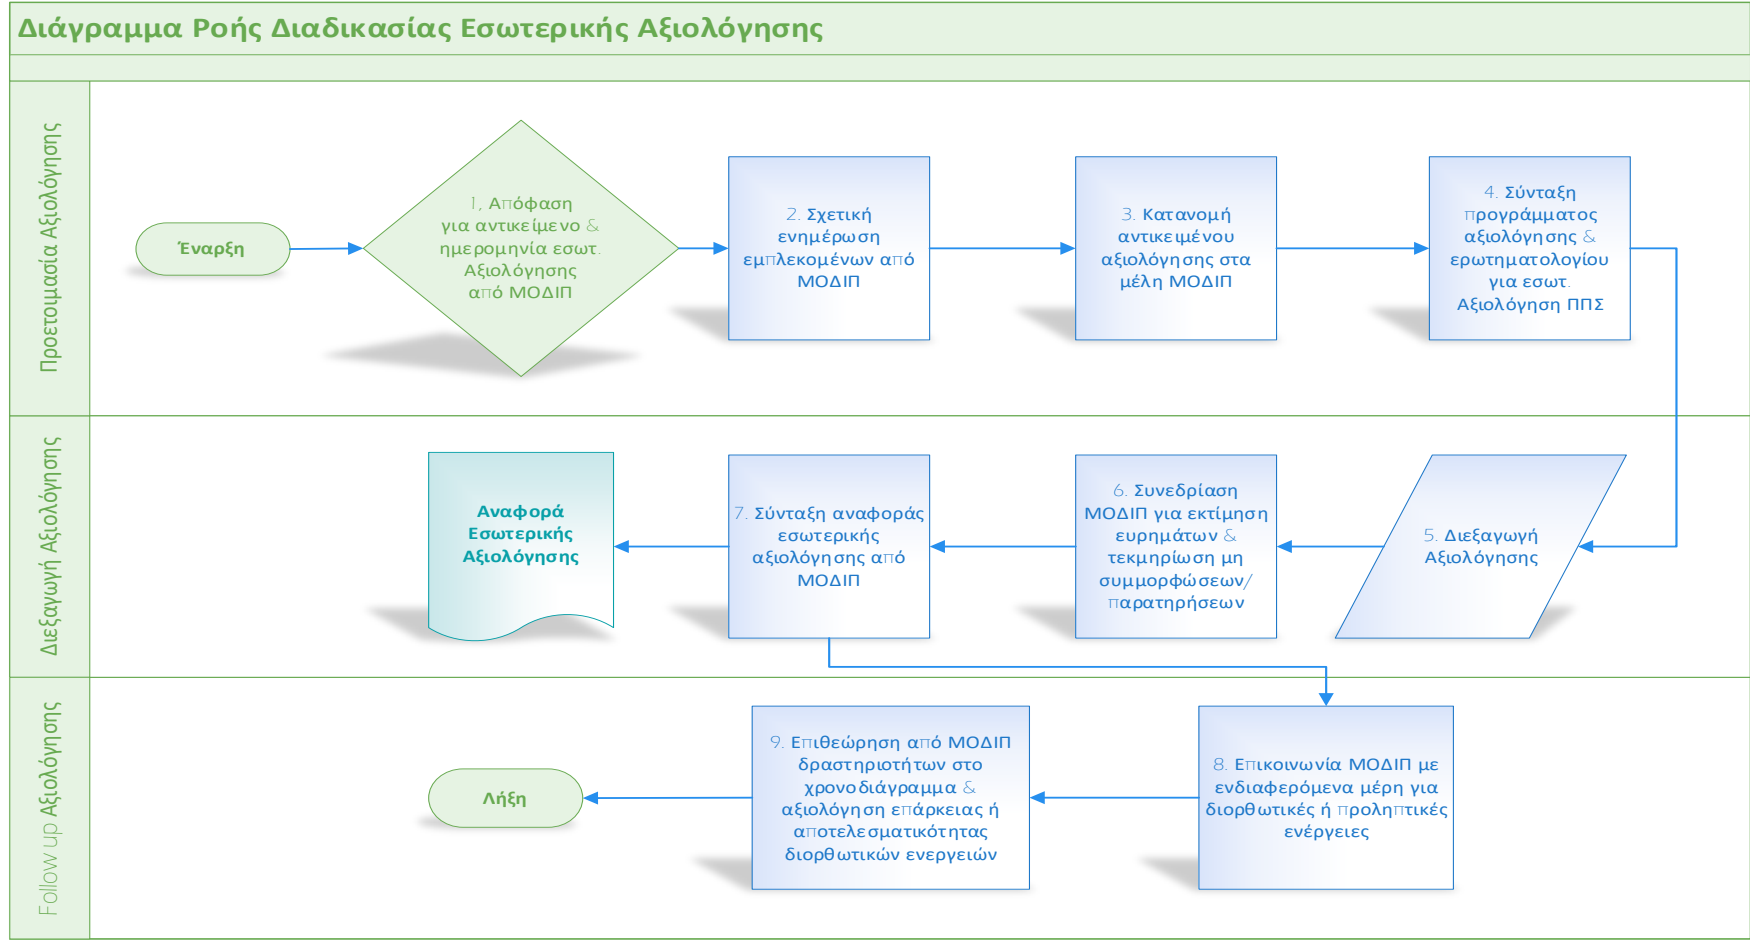 Διάγραμμα Ροής Διαδικασίας Εσωτερικής Αξιολόγησης
Προετοιμασία Αξιολόγησης
Έναρξη
1, Απόφαση
για αντικείμενο &
ημερομηνία εσωτ.
Αξιολόγησης
από ΜΟΔΙΠ
2. Σχετική
ενημέρωση
εμπλεκομένων από
ΜΟΔΙΠ
3. Κατανομή
αντικειμένου
αξιολόγησης στα
μέλη ΜΟΔΙΠ
4. Σύνταξη
προγράμματος
αξιολόγησης &
ερωτηματολογίου
για εσωτ.
Αξιολόγηση ΠΠΣ
Διεξαγωγή Αξιολόγησης
Αναφορά
Εσωτερικής
Αξιολόγησης
7. Σύνταξη αναφοράς
εσωτερικής
αξιολόγησης από
ΜΟΔΙΠ
6. Συνεδρίαση
ΜΟΔΙΠ για εκτίμηση
ευρημάτων &
τεκμηρίωση μη
συμμορφώσεων/
παρατηρήσεων
5. Διεξαγωγή
Αξιολόγησης
Follow up Αξιολόγησης
Λήξη
9. Επιθεώρηση από ΜΟΔΙΠ
δραστηριοτήτων στο
χρονοδιάγραμμα &
αξιολόγηση επάρκειας ή
αποτελεσματικότητας
διορθωτικών ενεργειών
8. Επικοινωνία ΜΟΔΙΠ με
ενδιαφερόμενα μέρη για
διορθωτικές ή προληπτικές
ενέργειες